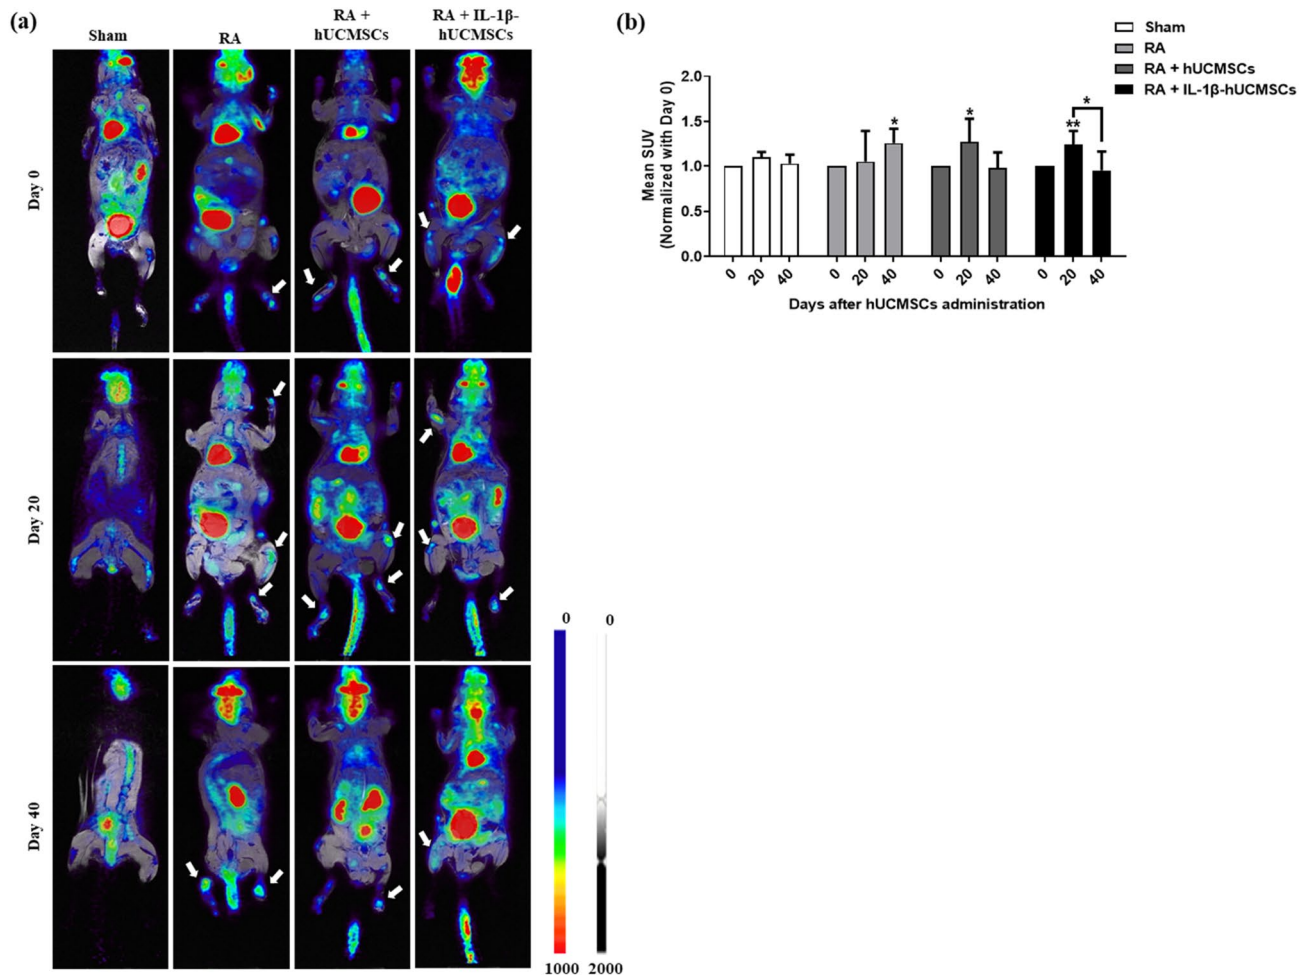 (a)
Sham
RA
RA +
hUCMSCs
RA + IL-1β-
hUCMSCs
Day 0
Day 20
Day 40
0
0
1000
2000
(b)
Sham
RA
RA + hUCMSCs
RA + IL-1β-hUCMSCs
Mean SUV
(Normalized with Day 0)
2.0
1.5
1.0
0.5
0.0
*
*
**
*
0 20 40 0 20 40 0 20 40 0 20 40
Days after hUCMSCs administration